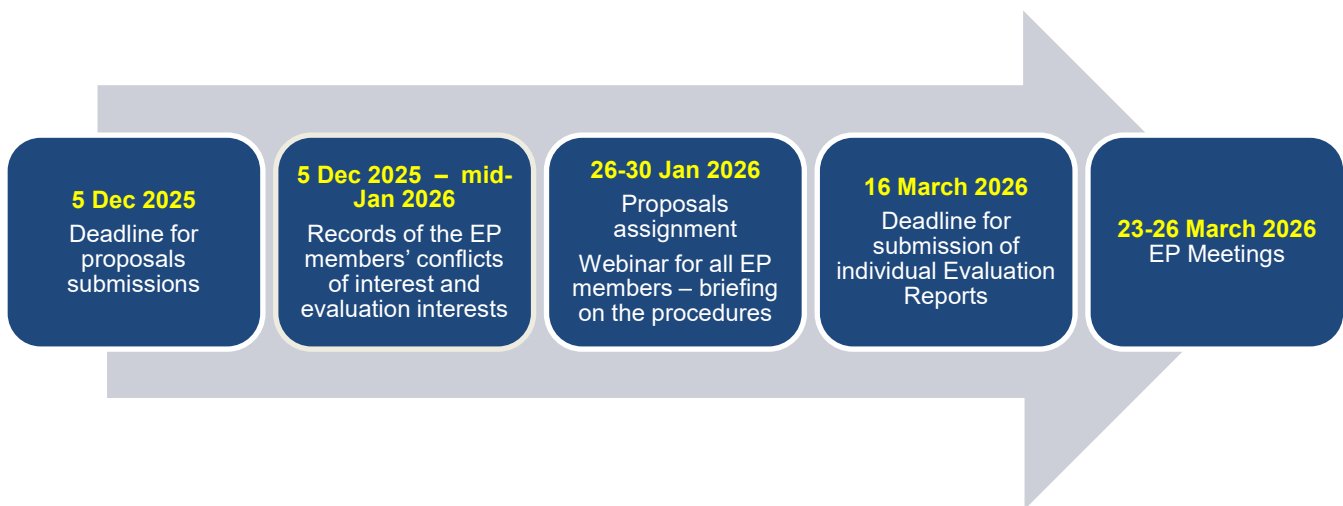 5 Dec 2025
Deadline for
proposals
submissions
5 Dec 2025 – mid-
Jan 2026
Records of the EP
members’ conflicts
of interest and
evaluation interests
26-30 Jan 2026
Proposals
assignment
Webinar for all EP
members – briefing
on the procedures
16 March 2026
Deadline for
submission of
individual Evaluation
Reports
23-26 March 2026
EP Meetings